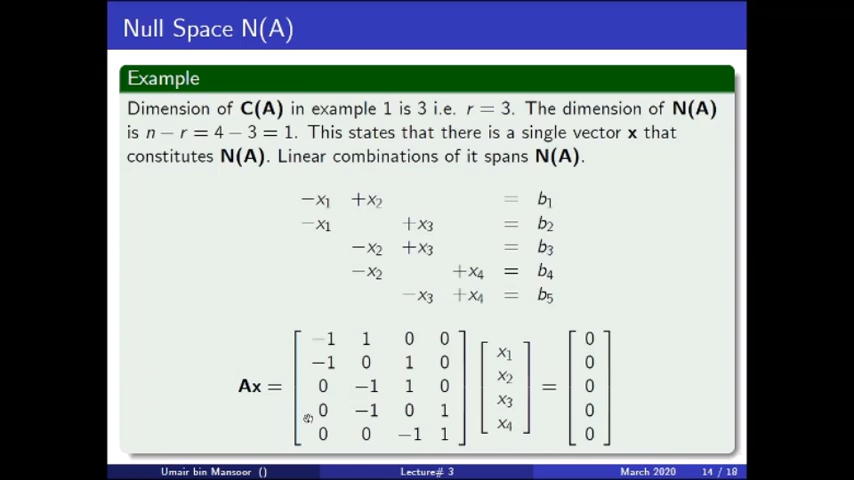 Null Space N(A)
Example
Dimension of C(A) in example 1 is 3 i.e. r = 3. The dimension of N(A)
is n − r = 4 − 3 = 1. This states that there is a single vector x that
constitutes N(A). Linear combinations of it spans N(A).
−x₁ +x₂ = b₁
−x₁ +x₃ = b₂
−x₂ +x₃ = b₃
−x₂ +x₄ = b₄
−x₃ +x₄ = b₅
−1 1 0 0 0
−1 0 1 0 x₁ 0
Ax = 0 −1 1 0 x₂ = 0
0 −1 0 1 x₃ 0
0 0 −1 1 x₄ 0
Umair bin Mansoor () Lecture# 3 March 2020 14 / 18